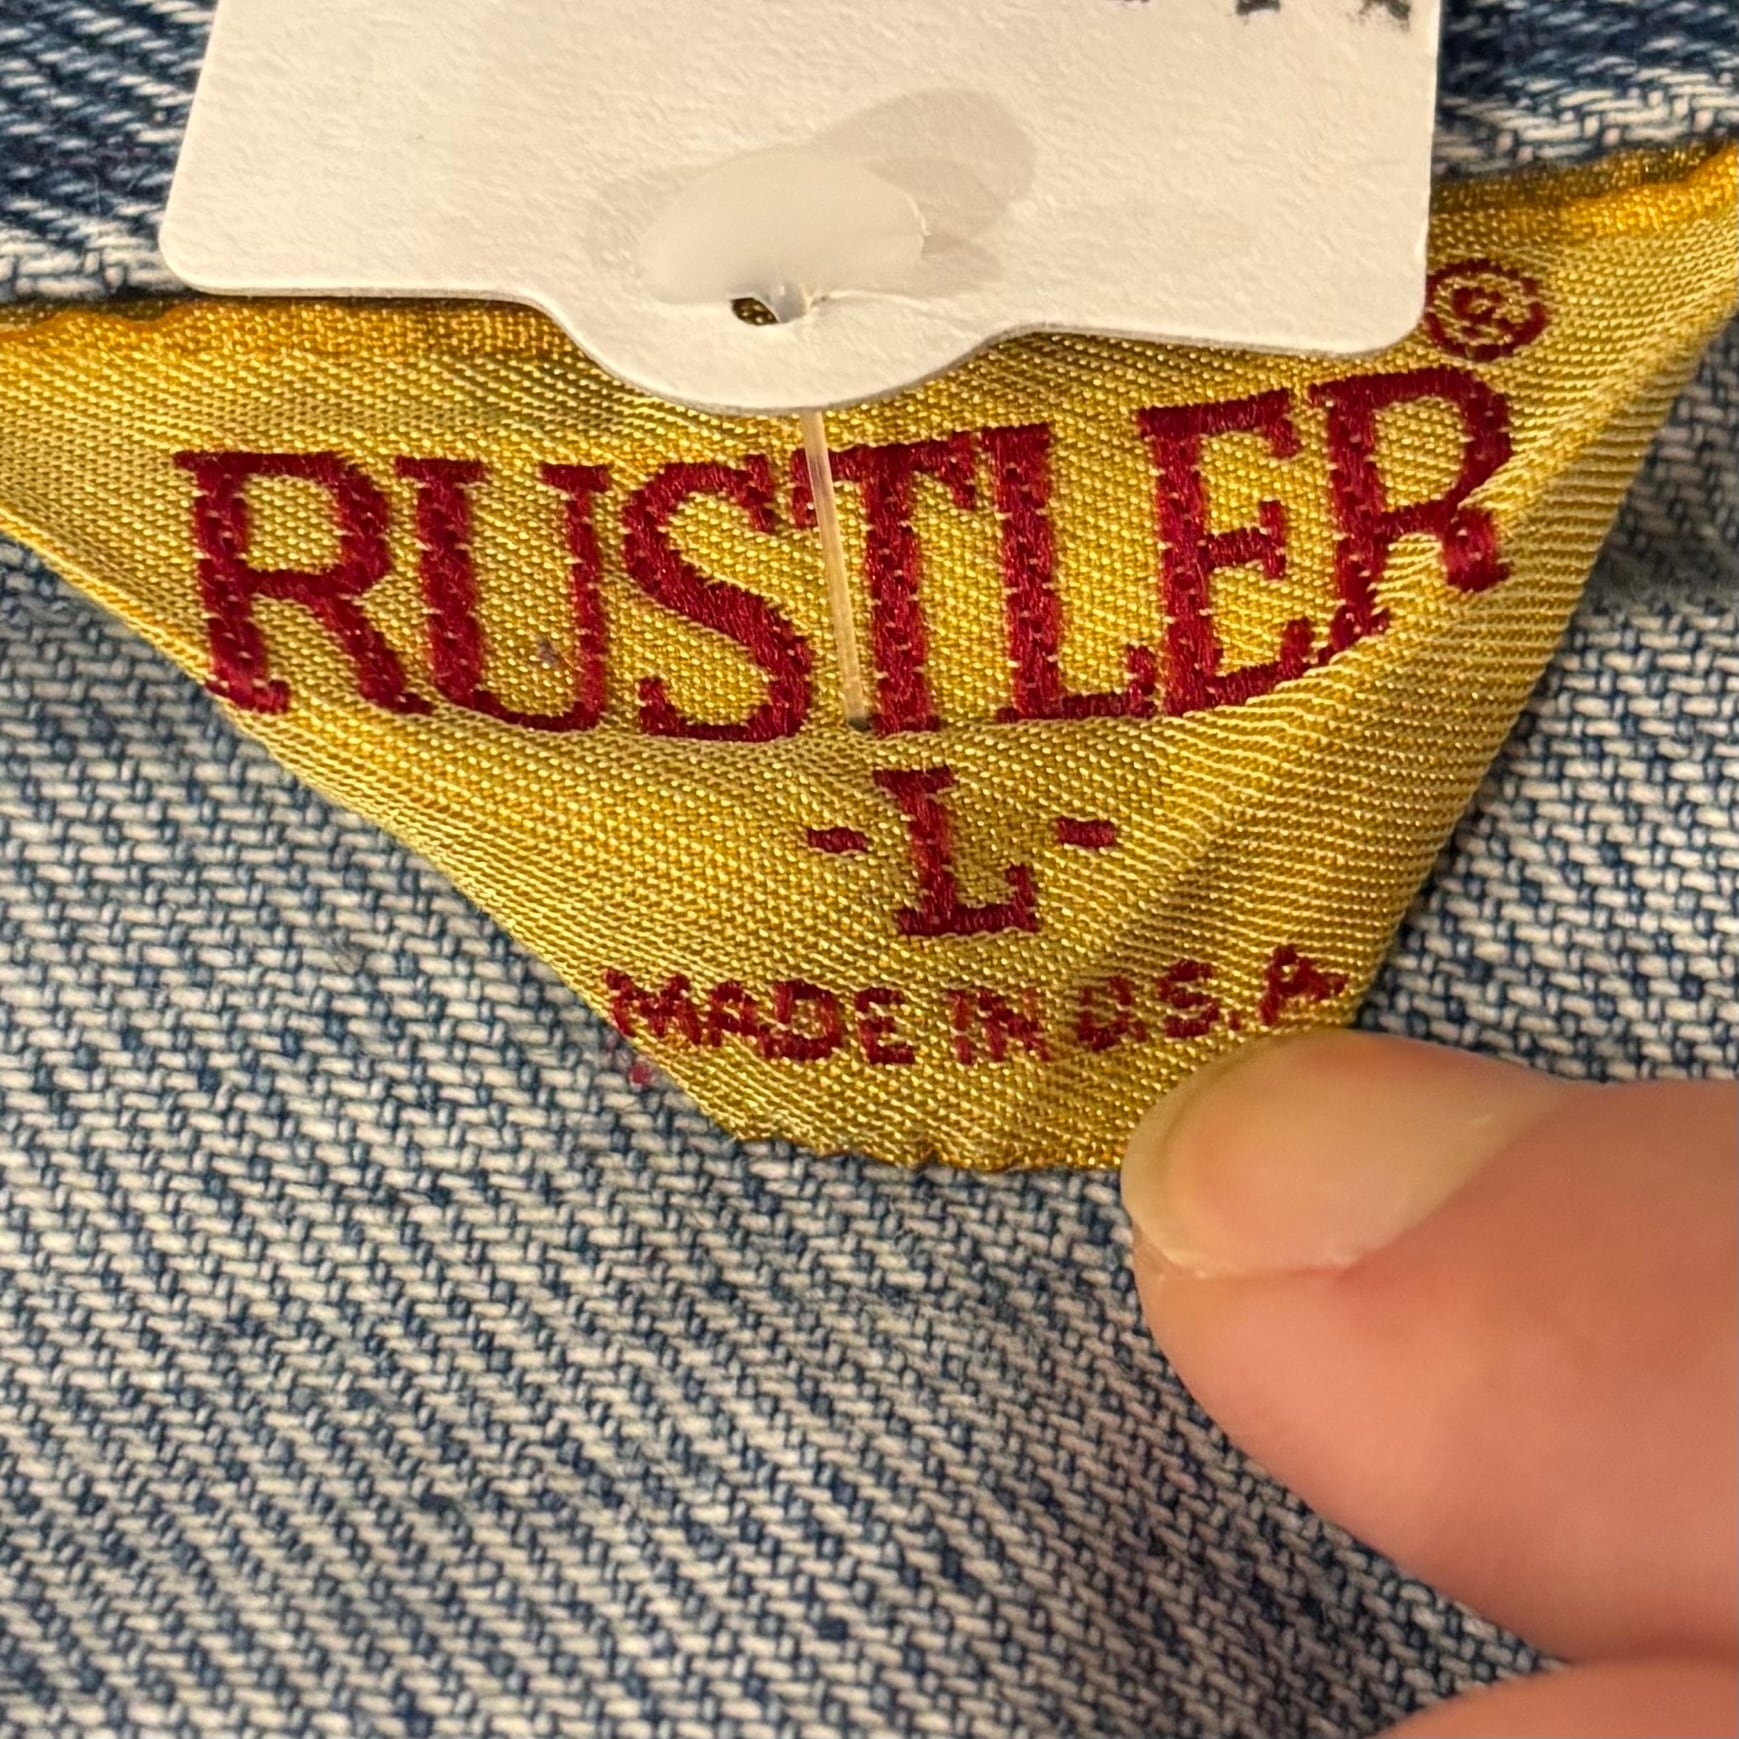 RUSTLER®
-L-
MADE IN U.S.A.